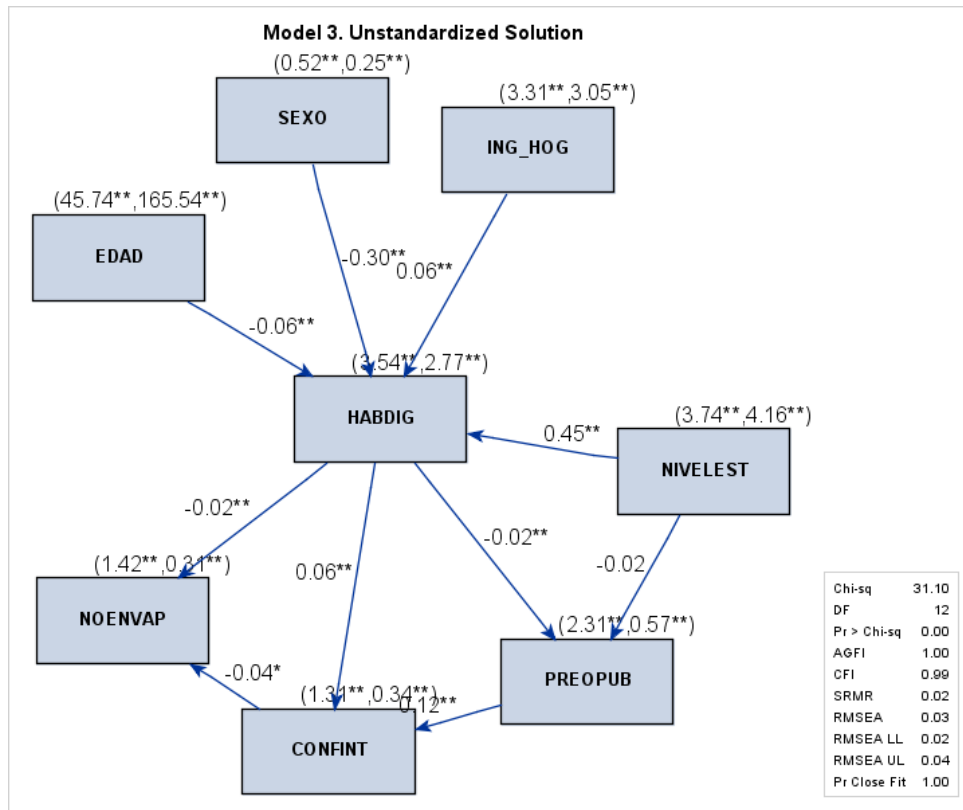 Model 3. Unstandardized Solution
(0.52**,0.25**)
SEXO
(3.31**,3.05**)
ING_HOG
(45.74**,165.54**)
EDAD
-0.30**
0.06**
-0.06**
(3.54**,2.77**)
HABDIG
0.45**
(3.74**,4.16**)
NIVELEST
-0.02**
0.06**
-0.02**
-0.02
(1.42**,0.31**)
NOENVAP
(2.31**,0.57**)
PREOPUB
-0.04*
(1.31**,0.34**)
0.12**
CONFINT
Chi-sq 31.10
DF 12
Pr > Chi-sq 0.00
AGFI 1.00
CFI 0.99
SRMR 0.02
RMSEA 0.03
RMSEA LL 0.02
RMSEA UL 0.04
Pr Close Fit 1.00